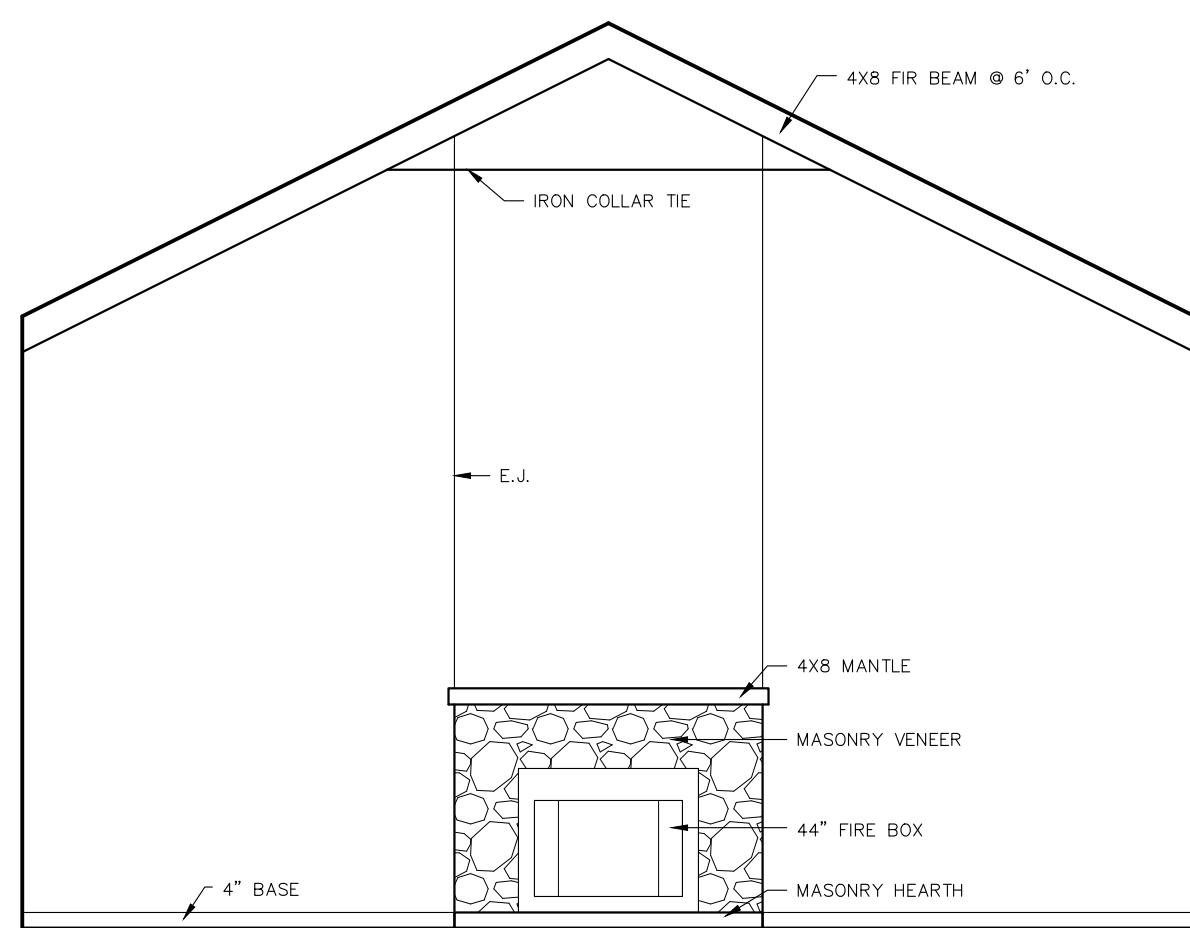 4X8 FIR BEAM @ 6' O.C.
IRON COLLAR TIE
E.J.
4X8 MANTLE
MASONRY VENEER
44" FIRE BOX
4" BASE
MASONRY HEARTH